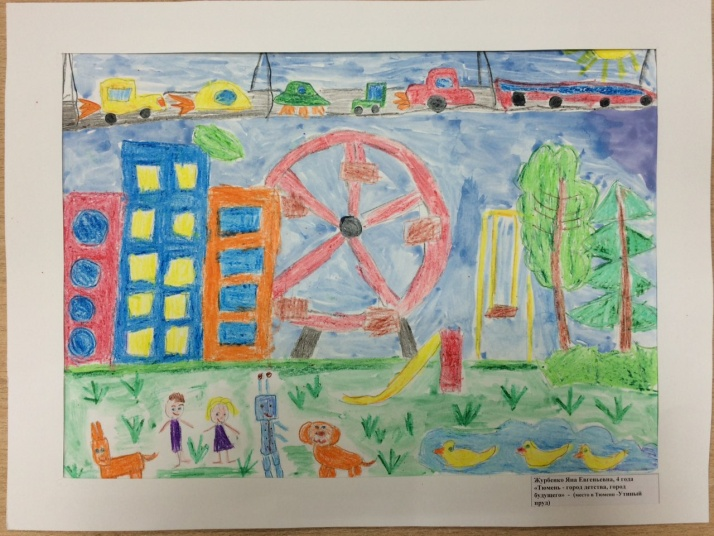 Журбенко Яна Евгеньевна, 4 года
«Тюмень - город детства, город
будущего» - (место в Тюмени -Утиный
пруд)